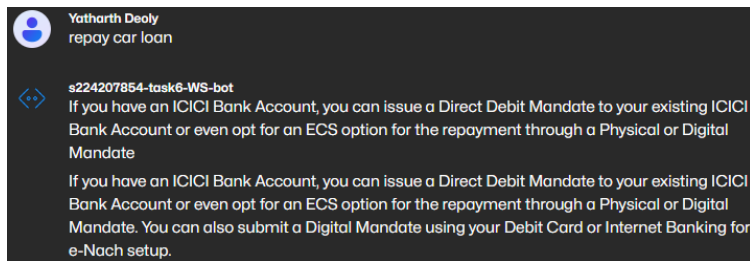 Yatharth Deoly
repay car loan
s224207854-task6-WS-bot
If you have an ICICI Bank Account, you can issue a Direct Debit Mandate to your existing ICICI
Bank Account or even opt for an ECS option for the repayment through a Physical or Digital
Mandate
If you have an ICICI Bank Account, you can issue a Direct Debit Mandate to your existing ICICI
Bank Account or even opt for an ECS option for the repayment through a Physical or Digital
Mandate. You can also submit a Digital Mandate using your Debit Card or Internet Banking for
e-Nach setup.